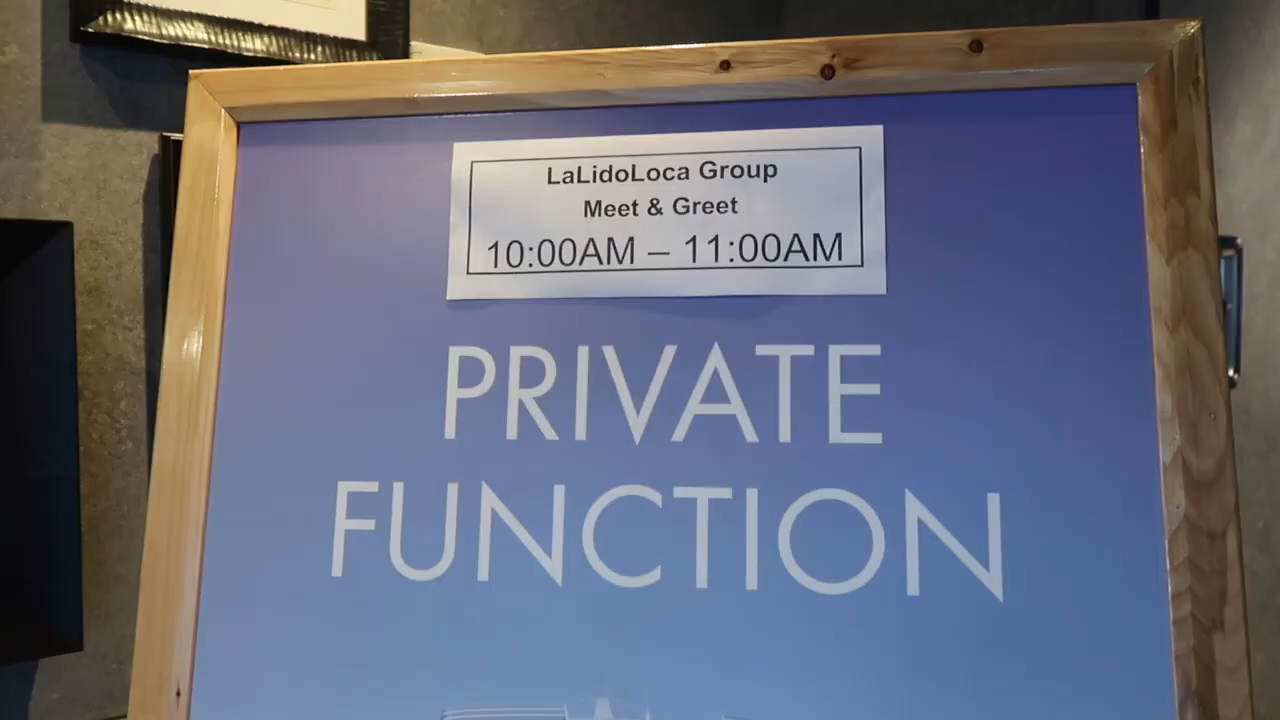 LaLidoLoca Group
Meet & Greet
10:00AM – 11:00AM
PRIVATE
FUNCTION